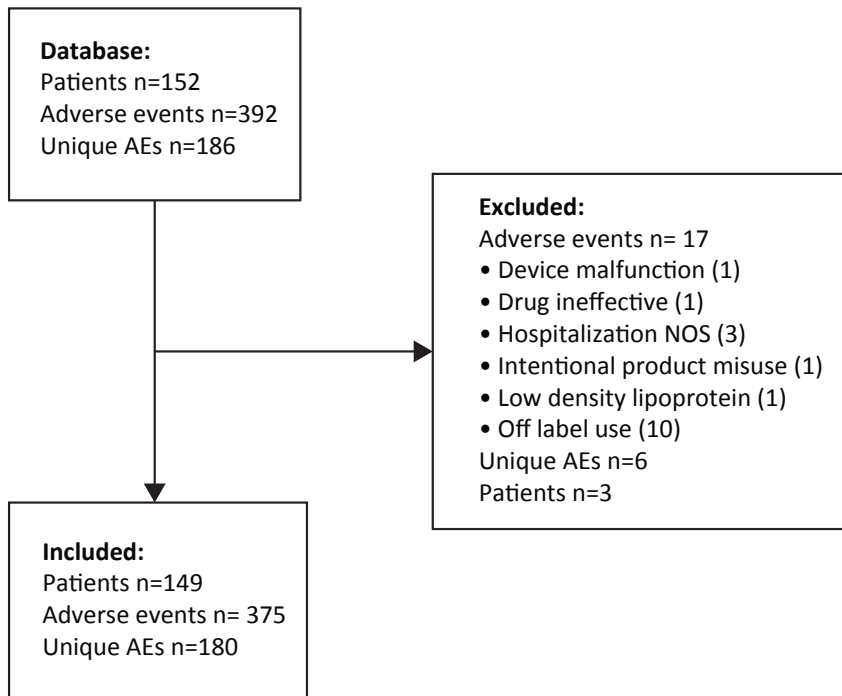 Database:
Patients n=152
Adverse events n=392
Unique AEs n=186
Excluded:
Adverse events n= 17
• Device malfunction (1)
• Drug ineffective (1)
• Hospitalization NOS (3)
• Intentional product misuse (1)
• Low density lipoprotein (1)
• Off label use (10)
Unique AEs n=6
Patients n=3
Included:
Patients n=149
Adverse events n= 375
Unique AEs n=180